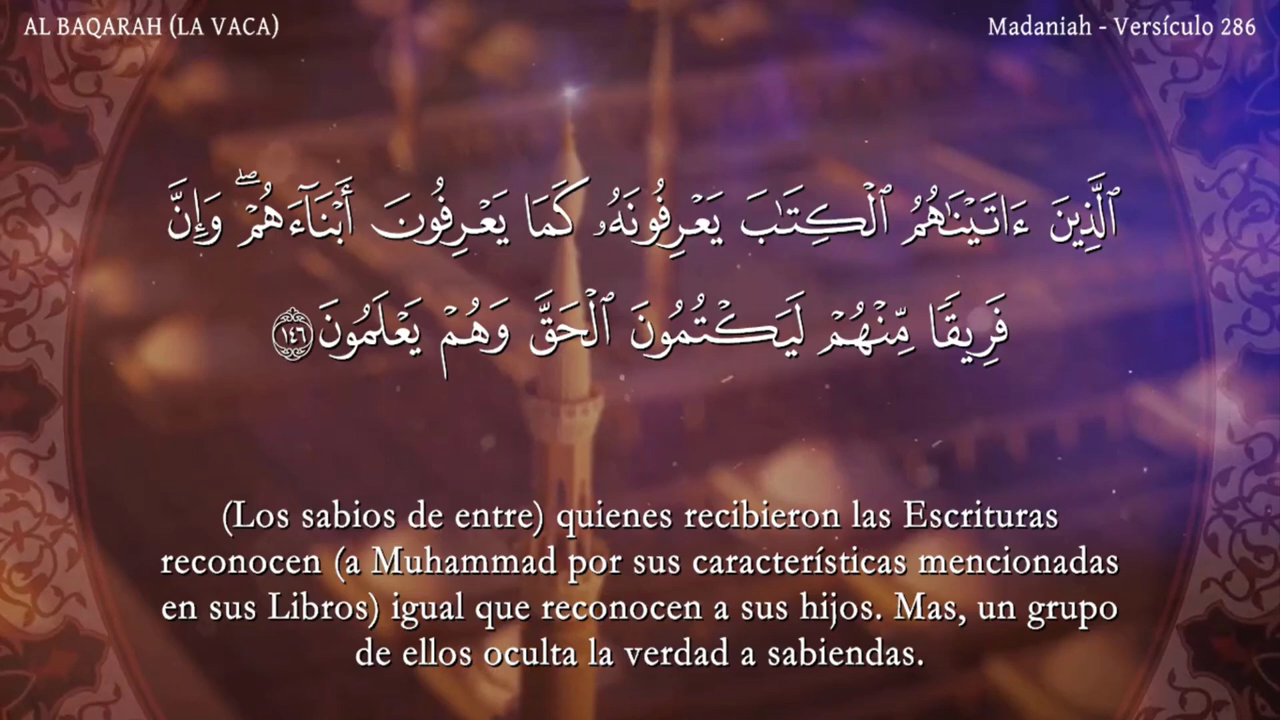 AL BAQARAH (LA VACA)
Madaniah - Versículo 286
ٱلَّذِينَ ءَاتَيْنَٰهُمُ ٱلْكِتَٰبَ يَعْرِفُونَهُۥ كَمَا يَعْرِفُونَ أَبْنَآءَهُمْ ۖ وَإِنَّ
فَرِيقًا مِّنْهُمْ لَيَكْتُمُونَ ٱلْحَقَّ وَهُمْ يَعْلَمُونَ ١٤٦
(Los sabios de entre) quienes recibieron las Escrituras
reconocen (a Muhammad por sus características mencionadas
en sus Libros) igual que reconocen a sus hijos. Mas, un grupo
de ellos oculta la verdad a sabiendas.